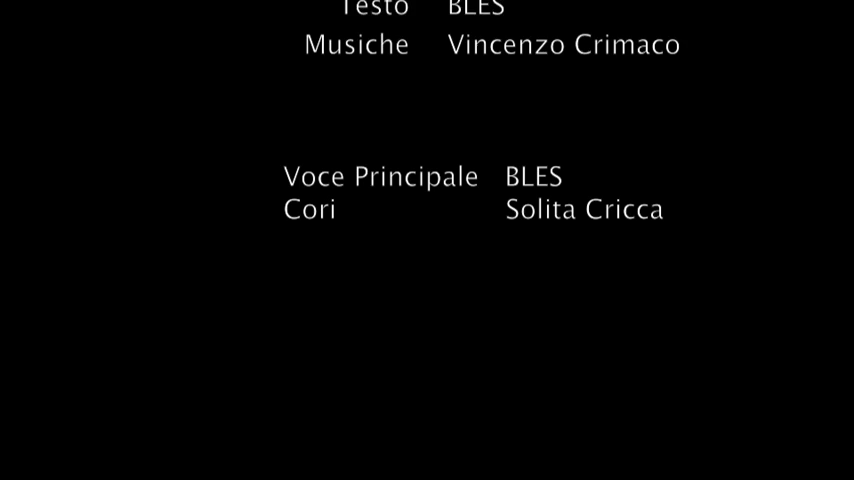 Testo BLES
Musiche Vincenzo Crimaco
Voce Principale BLES
Cori Solita Cricca